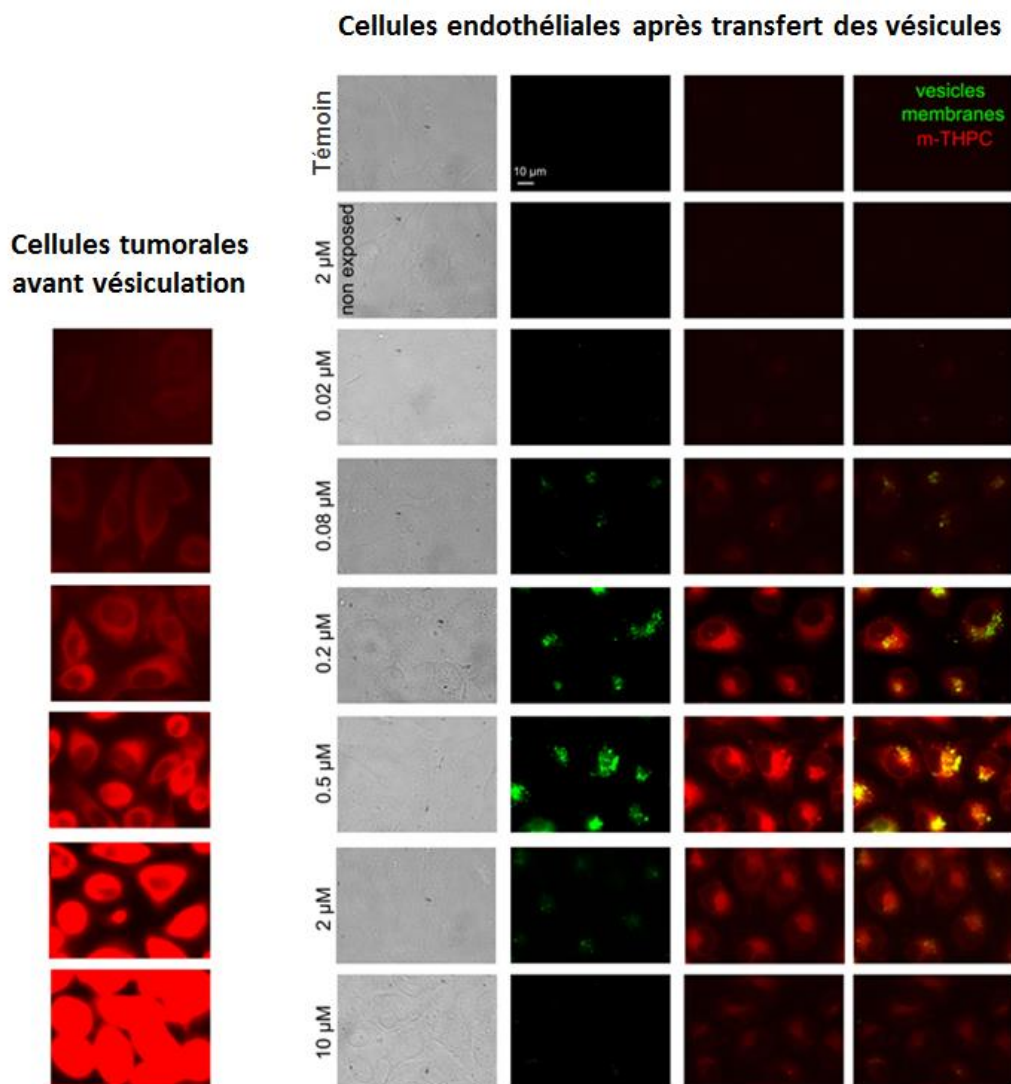 Cellules endothéliales après transfert des vésicules
Témoin
vesicles
membranes
m-THPC
10 µm
Cellules tumorales
avant vésiculation
2 µM
non exposed
0.02 µM
0.08 µM
0.2 µM
0.5 µM
2 µM
10 µM